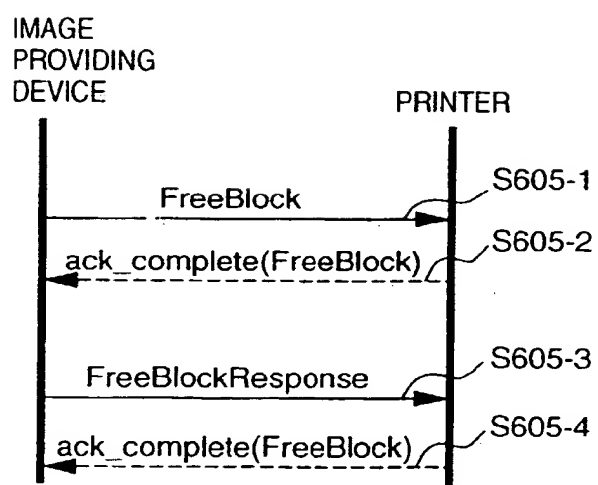 IMAGE
PROVIDING
DEVICE
PRINTER
FreeBlock
S605-1
ack_complete(FreeBlock)
S605-2
FreeBlockResponse
S605-3
ack_complete(FreeBlock)
S605-4